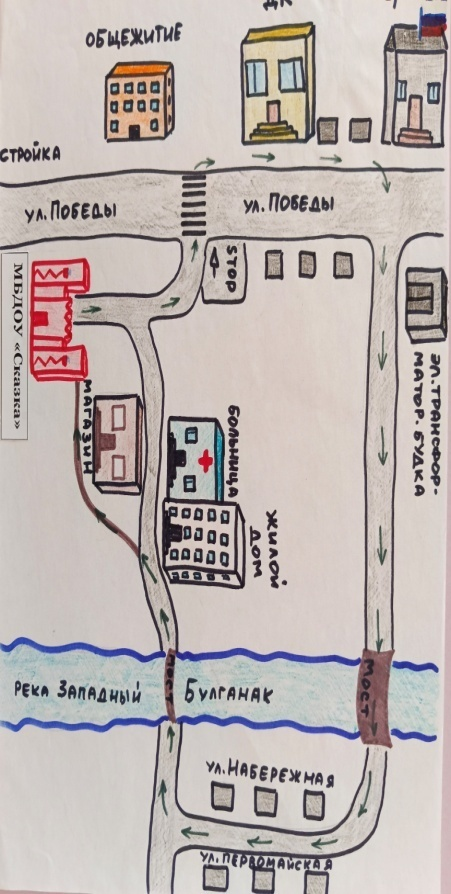 ОБЩЕЖИТИЕ
ДК
СТРОЙКА
ул. ПОБЕДЫ
ул. ПОБЕДЫ
STOP
МБДОУ «Сказка»
МАГАЗИН
БОЛЬНИЦА
ЖИЛОЙ
ДОМ
ЭЛ. ТРАНСФОР-
МАТОР. БУДКА
МОСТ
МОСТ
РЕКА ЗАПАДНЫЙ БУЛГАНАК
ул. НАБЕРЕЖНАЯ
ул. ПЕРВОМАЙСКАЯ